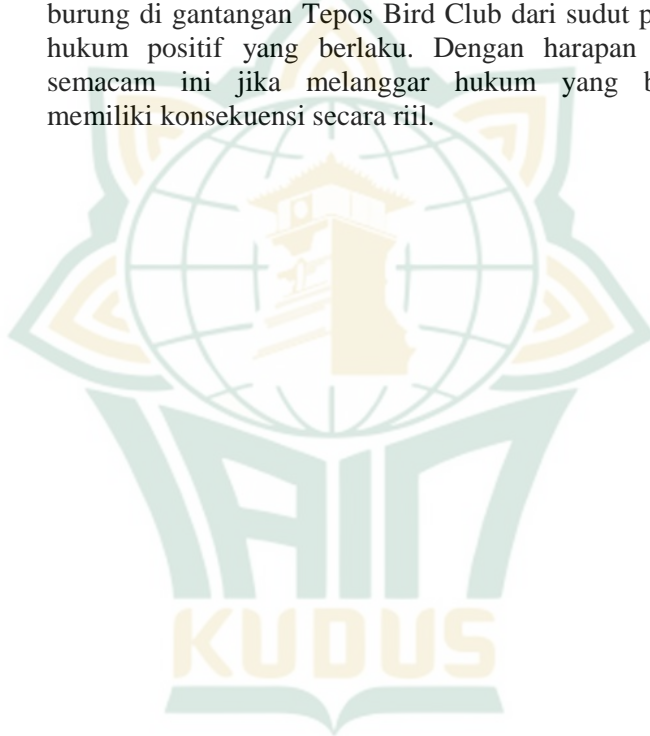 burung di gantangan Tepos Bird Club dari sudut p
hukum positif yang berlaku. Dengan harapan
semacam ini jika melanggar hukum yang b
memiliki konsekuensi secara riil.
IAIN
KUDUS